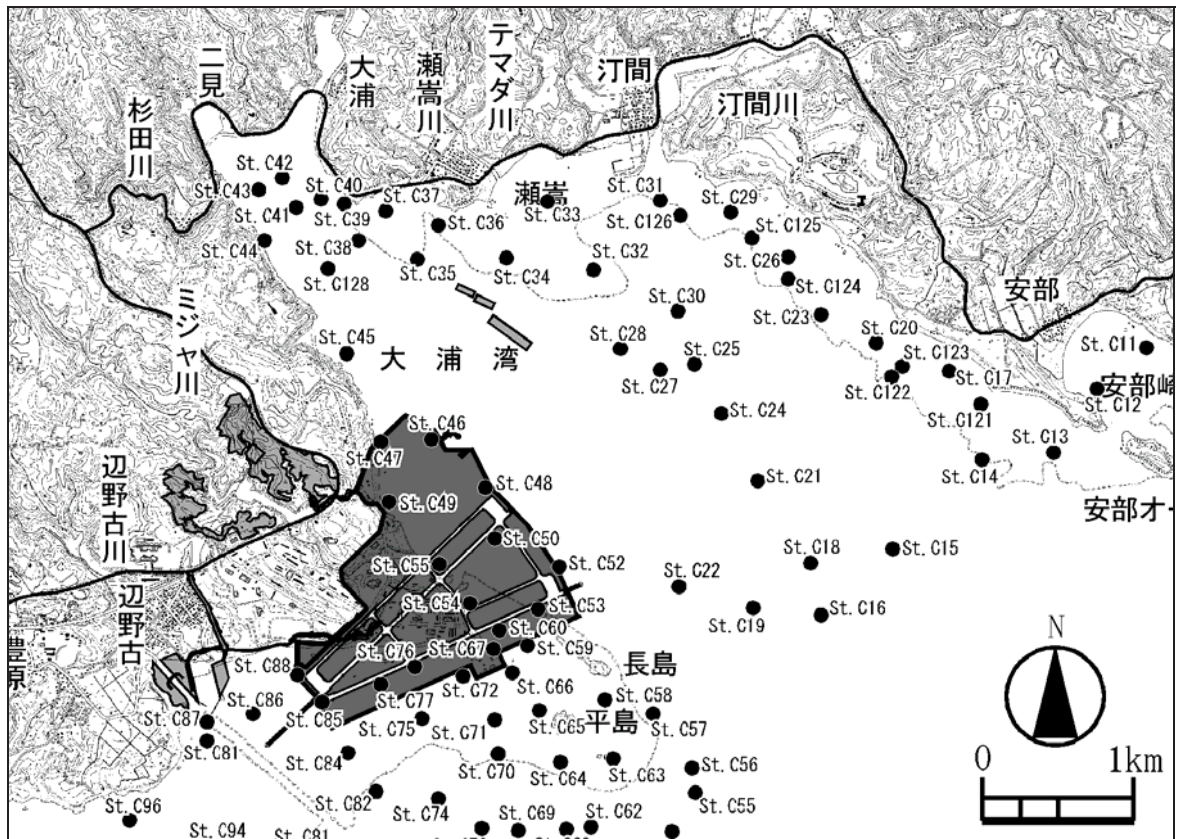 二見
杉田川
大浦
瀬嵩川
テマダ川
汀間
汀間川
瀬嵩
安部
安部崎
安部オー
ミジャ川
大浦湾
辺野古川
辺野古
豊原
長島
平島
St. C42
St. C43
St. C40
St. C41
St. C39
St. C37
St. C36
St. C33
St. C31
St. C29
St. C126
St. C125
St. C44
St. C38
St. C128
St. C35
St. C34
St. C32
St. C26
St. C124
St. C30
St. C23
St. C45
St. C28
St. C25
St. C27
St. C20
St. C123
St. C122
St. C17
St. C11
St. C12
St. C121
St. C24
St. C13
St. C14
St. C46
St. C47
St. C48
St. C49
St. C21
St. C50
St. C55
St. C52
St. C18
St. C15
St. C54
St. C53
St. C22
St. C19
St. C16
St. C60
St. C59
St. C76
St. C67
St. C88
St. C66
St. C72
St. C77
St. C58
St. C86
St. C85
St. C87
St. C75
St. C71
St. C65
St. C57
St. C81
St. C84
St. C70
St. C64
St. C63
St. C56
St. C55
St. C82
St. C74
St. C69
St. C62
St. C96
St. C94
St. C81
N
0 1km